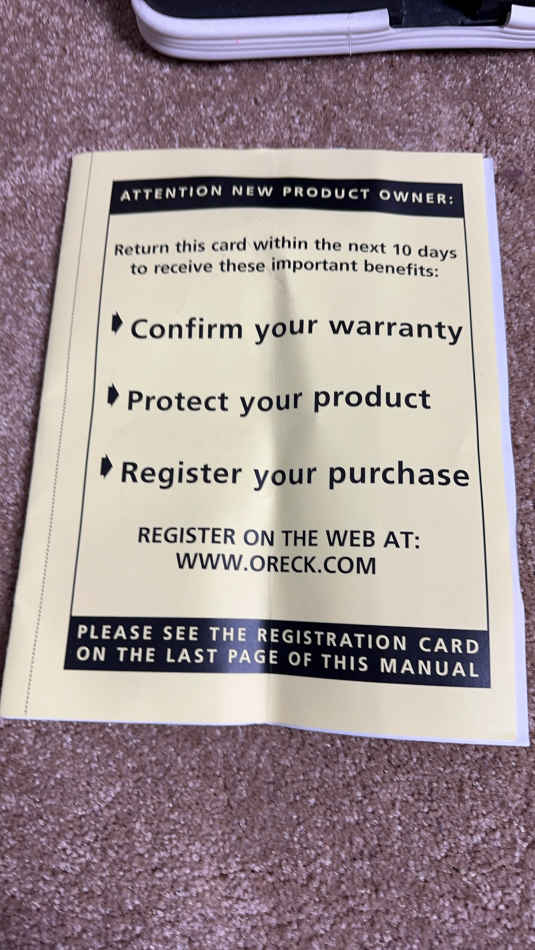 ATTENTION NEW PRODUCT OWNER:
Return this card within the next 10 days
to receive these important benefits:
Confirm your warranty
Protect your product
Register your purchase
REGISTER ON THE WEB AT:
WWW.ORECK.COM
PLEASE SEE THE REGISTRATION CARD
ON THE LAST PAGE OF THIS MANUAL